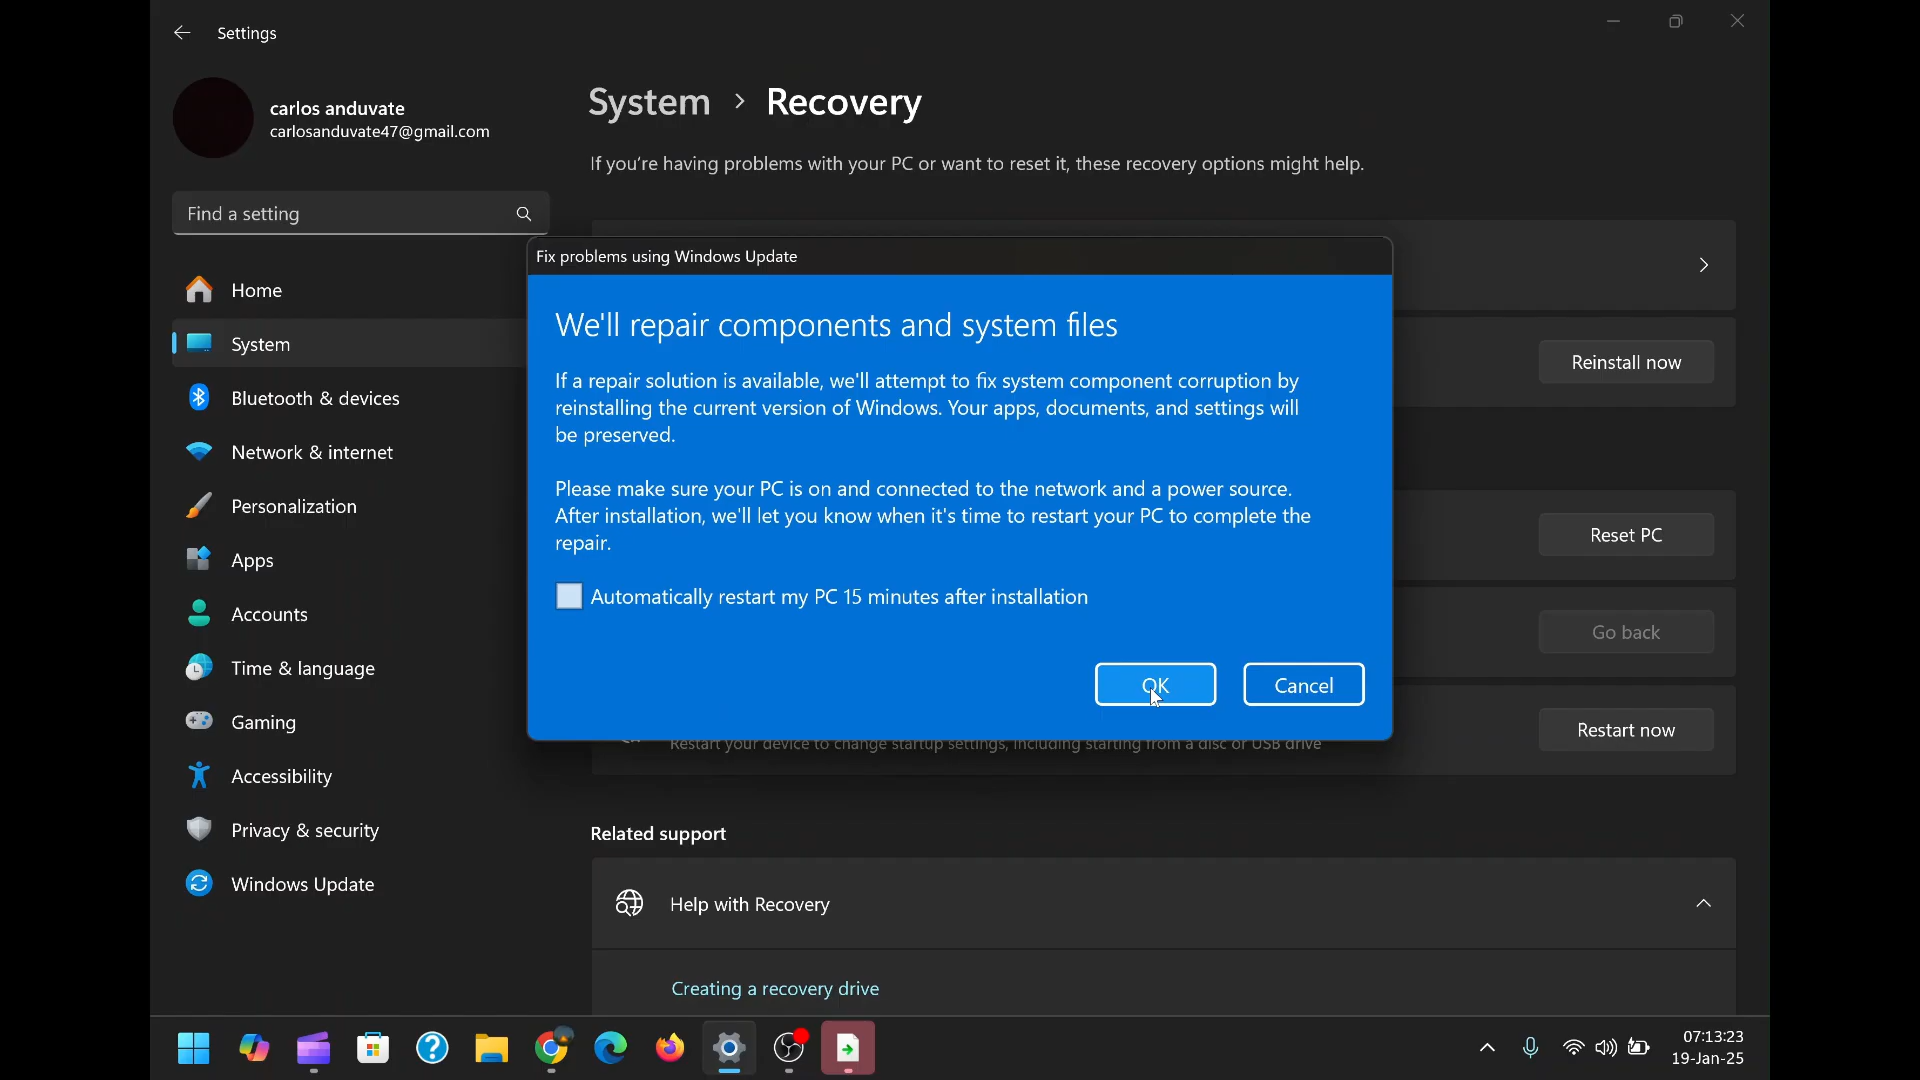 Settings
carlos anduvate
carlosanduvate47@gmail.com
Find a setting
Home
System
Bluetooth & devices
Network & internet
Personalization
Apps
Accounts
Time & language
Gaming
Accessibility
Privacy & security
Windows Update
System > Recovery
If you're having problems with your PC or want to reset it, these recovery options might help.
Fix problems using Windows Update
We'll repair components and system files
If a repair solution is available, we'll attempt to fix system component corruption by
reinstalling the current version of Windows. Your apps, documents, and settings will
be preserved.
Please make sure your PC is on and connected to the network and a power source.
After installation, we'll let you know when it's time to restart your PC to complete the
repair.
Automatically restart my PC 15 minutes after installation
OK
Cancel
Reinstall now
Reset PC
Go back
Restart your device to change startup settings, including starting from a disc or USB drive
Restart now
Related support
Help with Recovery
Creating a recovery drive
07:13:23
19-Jan-25